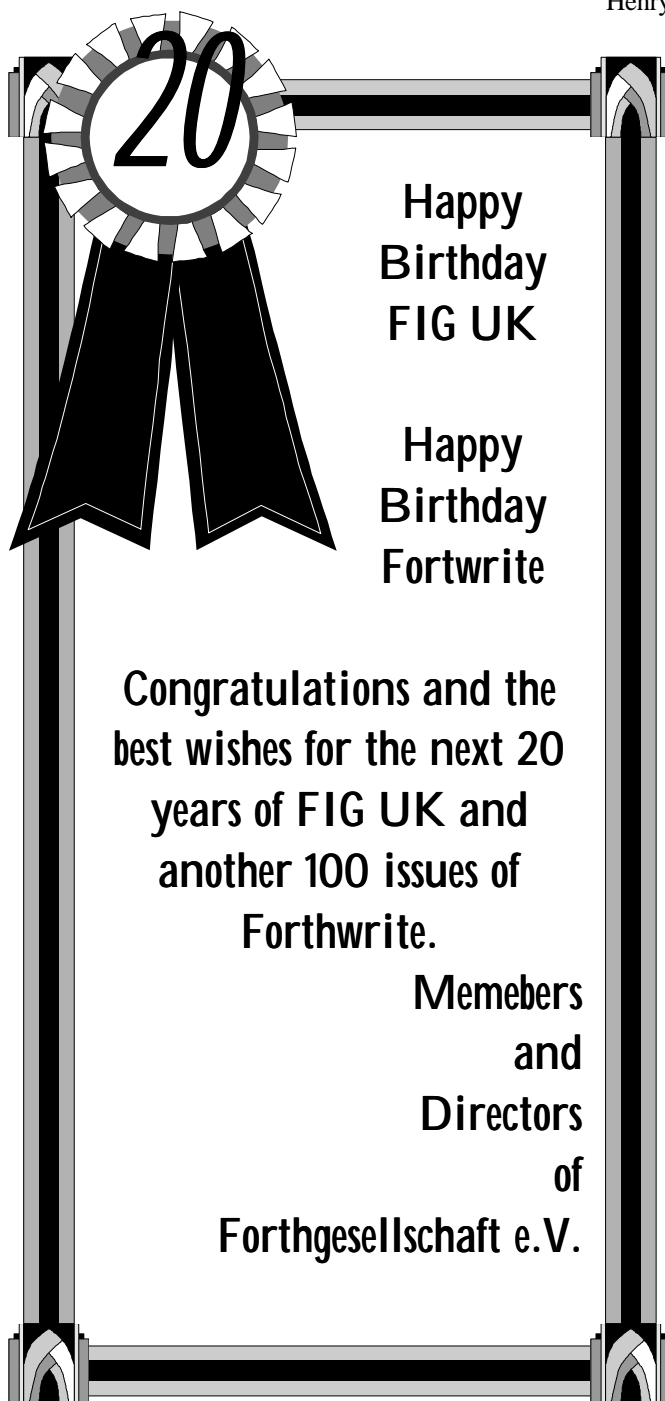 Henry
20
Happy
Birthday
FIG UK
Happy
Birthday
Fortwrite
Congratulations and the
best wishes for the next 20
years of FIG UK and
another 100 issues of
Forthwrite.
Memebers
and
Directors
of
Forthgesellschaft e.V.